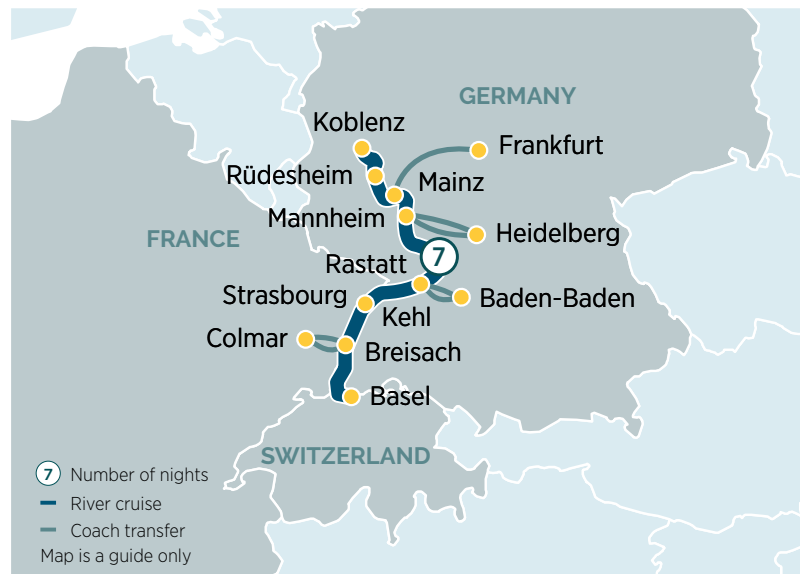 GERMANY
Koblenz
Frankfurt
Rüdesheim
Mainz
Mannheim
Heidelberg
FRANCE
7
Rastatt
Strasbourg
Baden-Baden
Kehl
Colmar
Breisach
Basel
SWITZERLAND
7 Number of nights
River cruise
Coach transfer
Map is a guide only